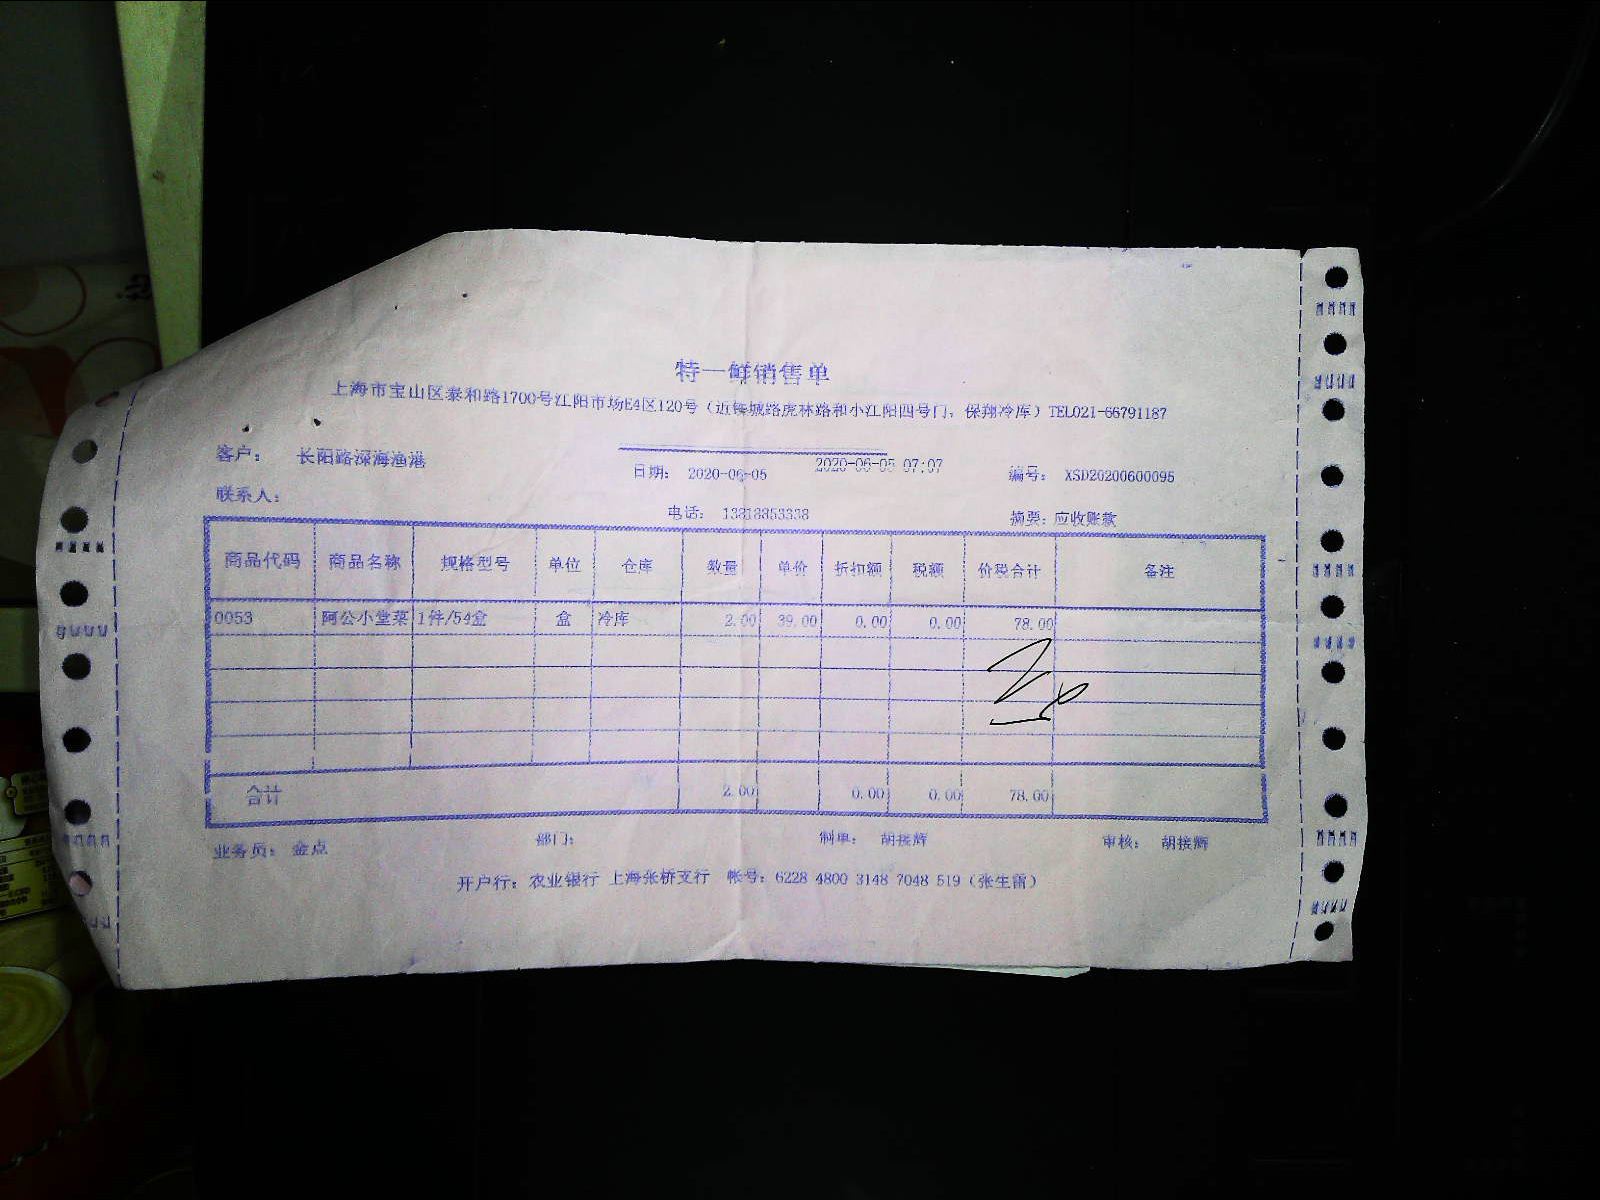 特一鲜销售单
上海市宝山区泰和路1700号江阳市场E4区120号（近铁城路虎林路和小江阳四号门，保翔冷库）TEL021-66791187
客户： 长阳路深海渔港 日期： 2020-06-05 2020-06-05 07:07 编号： XSD20200600095
联系人： 电话： 13818853338 摘要：应收账款
商品代码 商品名称 规格型号 单位 仓库 数量 单价 折扣额 税额 价税合计 备注
0053 阿公小堂菜 1件/54盒 盒 冷库 2.00 39.00 0.00 0.00 78.00
合计 2.00 0.00 0.00 78.00
业务员： 金点 部门： 制单： 胡接辉 审核： 胡接辉
开户行：农业银行 上海张桥支行 帐号：6228 4800 3148 7048 519（张生雷）